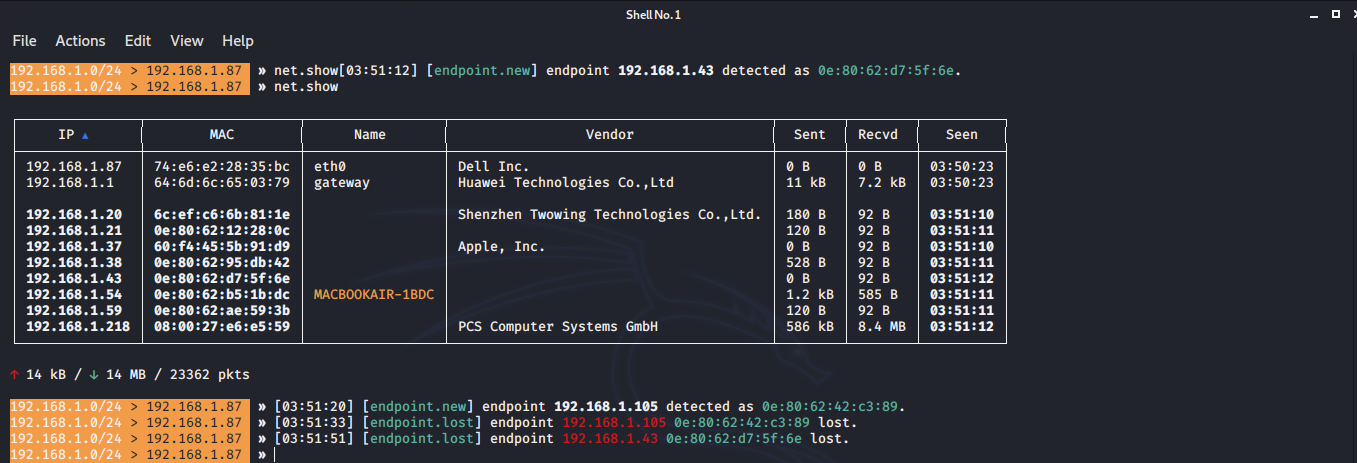 Shell No.1
File Actions Edit View Help
192.168.1.0/24 > 192.168.1.87 » net.show[03:51:12] [endpoint.new] endpoint 192.168.1.43 detected as 0e:80:62:d7:5f:6e.
192.168.1.0/24 > 192.168.1.87 » net.show
IP ▲ MAC Name Vendor Sent Recvd Seen
192.168.1.87 74:e6:e2:28:35:bc eth0 Dell Inc. 0 B 0 B 03:50:23
192.168.1.1 64:6d:6c:65:03:79 gateway Huawei Technologies Co.,Ltd 11 kB 7.2 kB 03:50:23
192.168.1.20 6c:ef:c6:6b:81:1e Shenzhen Twowing Technologies Co.,Ltd. 180 B 92 B 03:51:10
192.168.1.21 0e:80:62:12:28:0c 120 B 92 B 03:51:11
192.168.1.37 60:f4:45:5b:91:d9 Apple, Inc. 0 B 92 B 03:51:10
192.168.1.38 0e:80:62:95:db:42 528 B 92 B 03:51:11
192.168.1.43 0e:80:62:d7:5f:6e 0 B 92 B 03:51:12
192.168.1.54 0e:80:62:b5:1b:dc MACBOOKAIR-1BDC 1.2 kB 585 B 03:51:11
192.168.1.59 0e:80:62:ae:59:3b 120 B 92 B 03:51:11
192.168.1.218 08:00:27:e6:e5:59 PCS Computer Systems GmbH 586 kB 8.4 MB 03:51:12
↑ 14 kB / ↓ 14 MB / 23362 pkts
192.168.1.0/24 > 192.168.1.87 » [03:51:20] [endpoint.new] endpoint 192.168.1.105 detected as 0e:80:62:42:c3:89.
192.168.1.0/24 > 192.168.1.87 » [03:51:33] [endpoint.lost] endpoint 192.168.1.105 0e:80:62:42:c3:89 lost.
192.168.1.0/24 > 192.168.1.87 » [03:51:51] [endpoint.lost] endpoint 192.168.1.43 0e:80:62:d7:5f:6e lost.
192.168.1.0/24 > 192.168.1.87 »